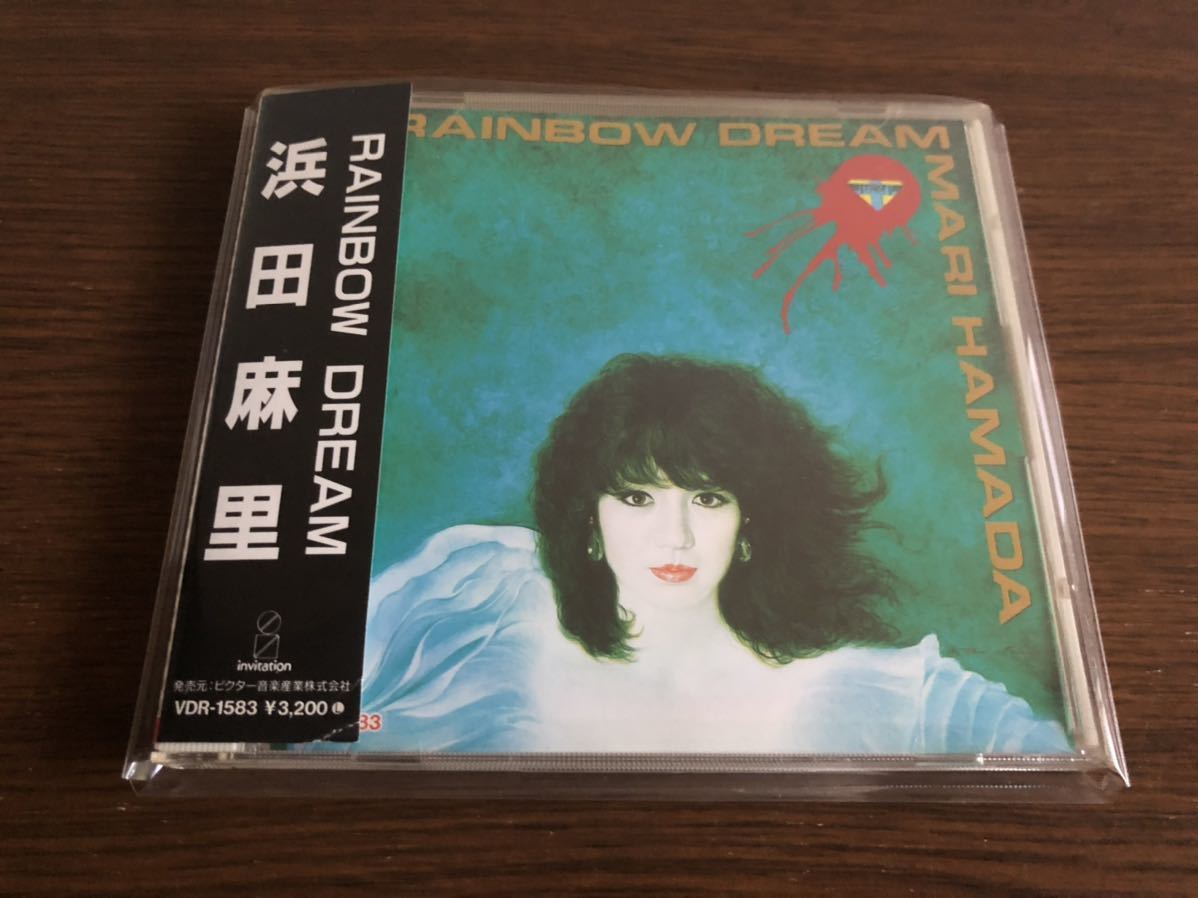 浜田麻里
RAINBOW DREAM
invitation
発売元:ビクター音楽産業株式会社
VDR-1583 ¥3,200 Ⓛ
RAINBOW DREAM
MARI HAMADA
83